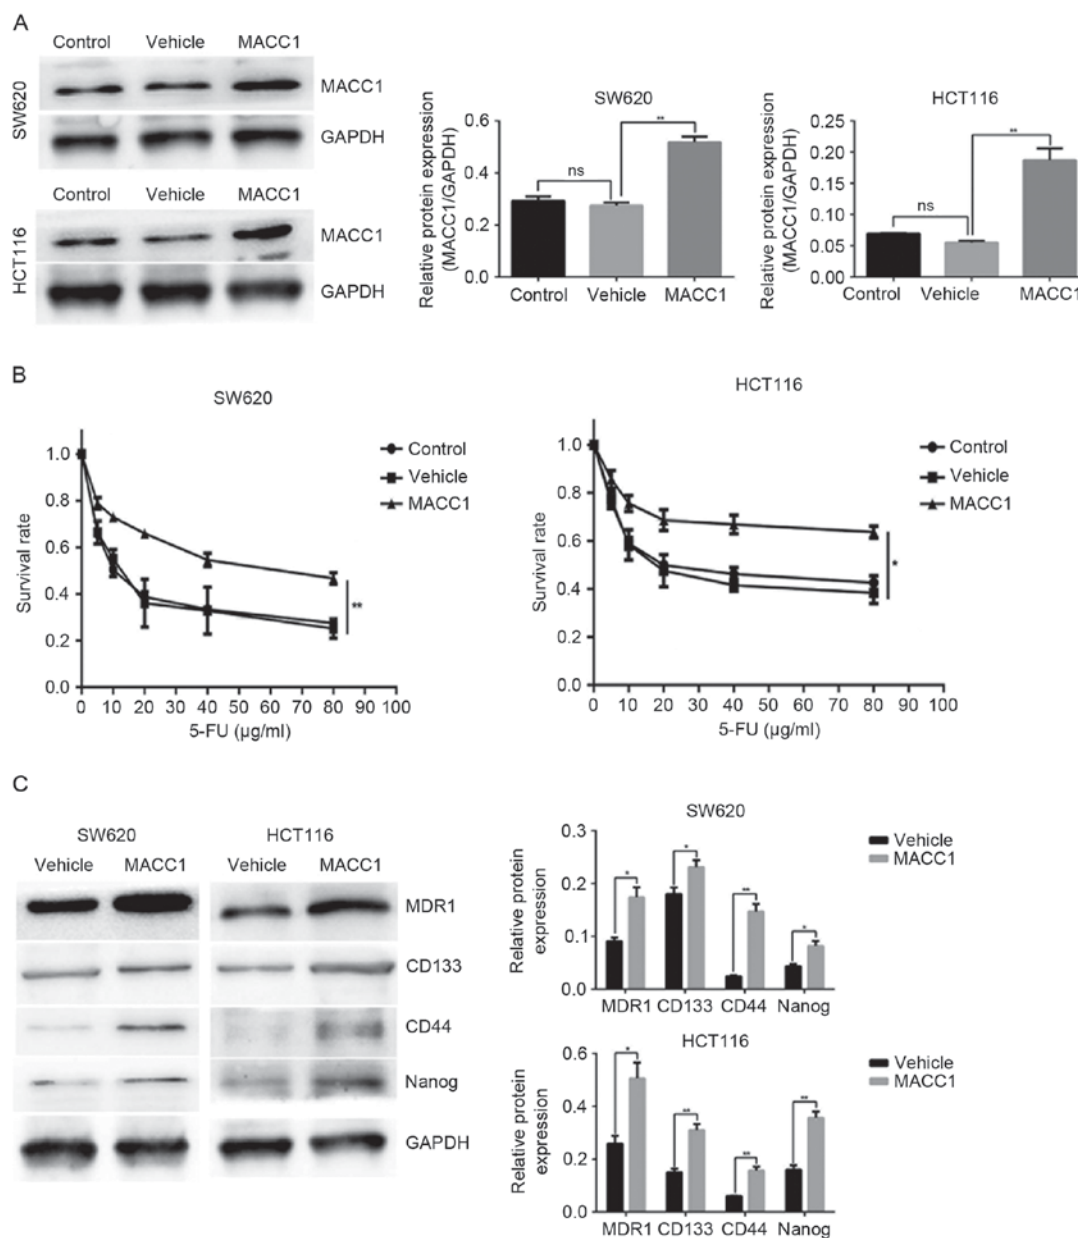 A
Control Vehicle MACC1
SW620
MACC1
GAPDH
Control Vehicle MACC1
HCT116
MACC1
GAPDH
SW620
Relative protein expression
(MACC1/GAPDH)
0.6
0.4
0.2
0.0
ns
**
Control Vehicle MACC1
HCT116
Relative protein expression
(MACC1/GAPDH)
0.25
0.20
0.15
0.10
0.05
0.00
ns
**
Control Vehicle MACC1
B
SW620
Survival rate
1.0
0.8
0.6
0.4
0.2
0.0
Control
Vehicle
MACC1
**
0 10 20 30 40 50 60 70 80 90 100
5-FU (µg/ml)
HCT116
Survival rate
1.0
0.8
0.6
0.4
0.2
0.0
Control
Vehicle
MACC1
*
0 10 20 30 40 50 60 70 80 90 100
5-FU (µg/ml)
C
SW620 HCT116
Vehicle MACC1 Vehicle MACC1
MDR1
CD133
CD44
Nanog
GAPDH
SW620
Relative protein
expression
0.3
0.2
0.1
0.0
* * ** *
Vehicle
MACC1
MDR1 CD133 CD44 Nanog
HCT116
Relative protein
expression
0.6
0.4
0.2
0.0
* ** ** **
Vehicle
MACC1
MDR1 CD133 CD44 Nanog